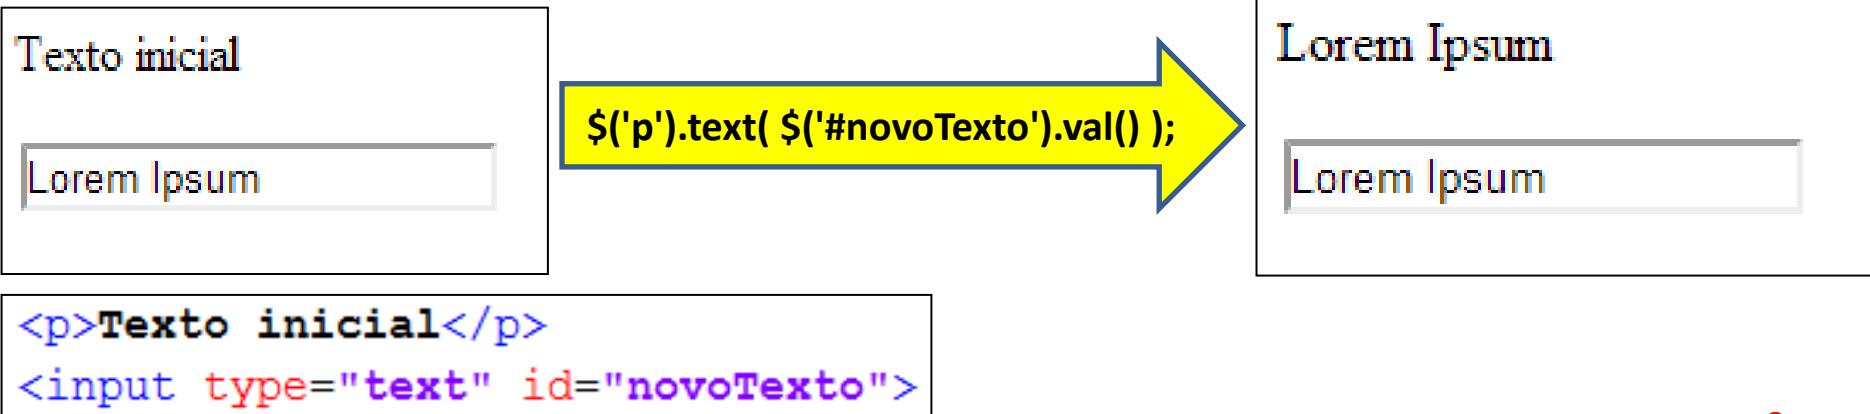 Texto inicial
Lorem Ipsum
$('p').text( $('#novoTexto').val() );
Lorem Ipsum
Lorem Ipsum
<p>Texto inicial</p>
<input type="text" id="novoTexto">